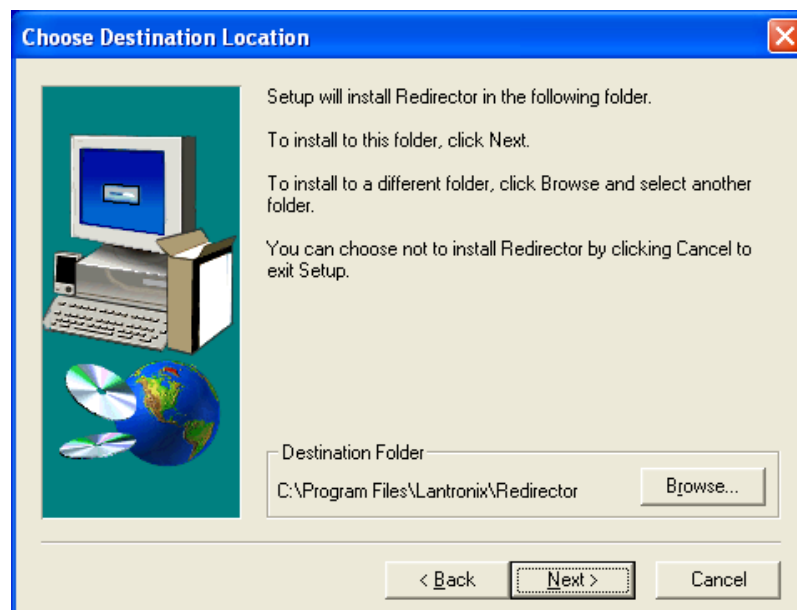 Choose Destination Location
Setup will install Redirector in the following folder.
To install to this folder, click Next.
To install to a different folder, click Browse and select another
folder.
You can choose not to install Redirector by clicking Cancel to
exit Setup.
Destination Folder
C:\Program Files\Lantronix\Redirector
Browse...
< Back
Next >
Cancel